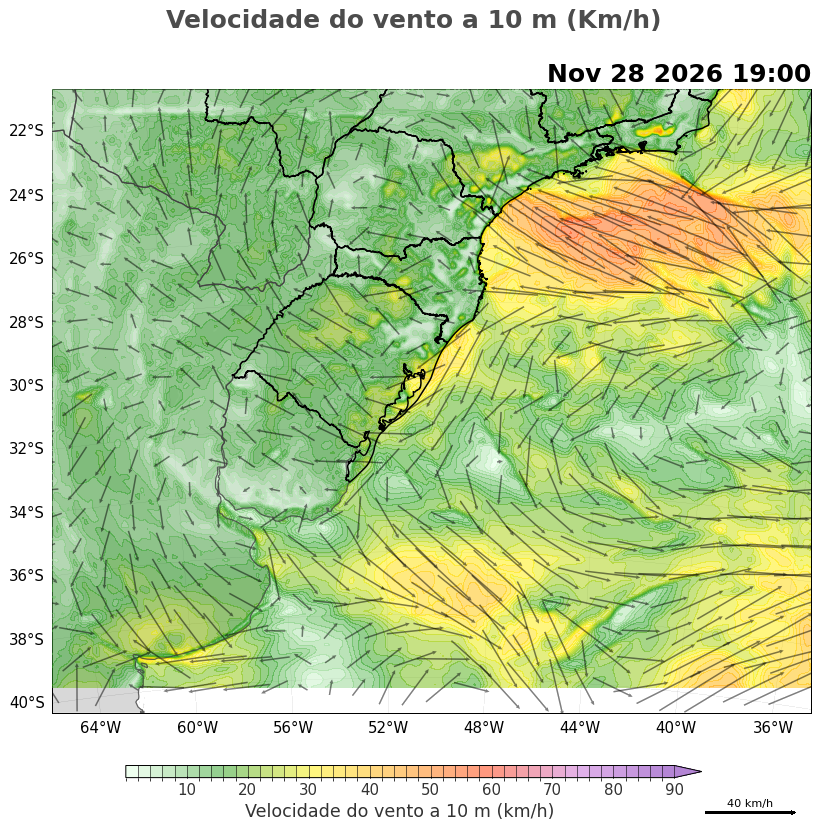 Velocidade do vento a 10 m (Km/h)
Nov 28 2026 19:00
22°S
24°S
26°S
28°S
30°S
32°S
34°S
36°S
38°S
40°S
64°W 60°W 56°W 52°W 48°W 44°W 40°W 36°W
10 20 30 40 50 60 70 80 90
Velocidade do vento a 10 m (km/h)
40 km/h